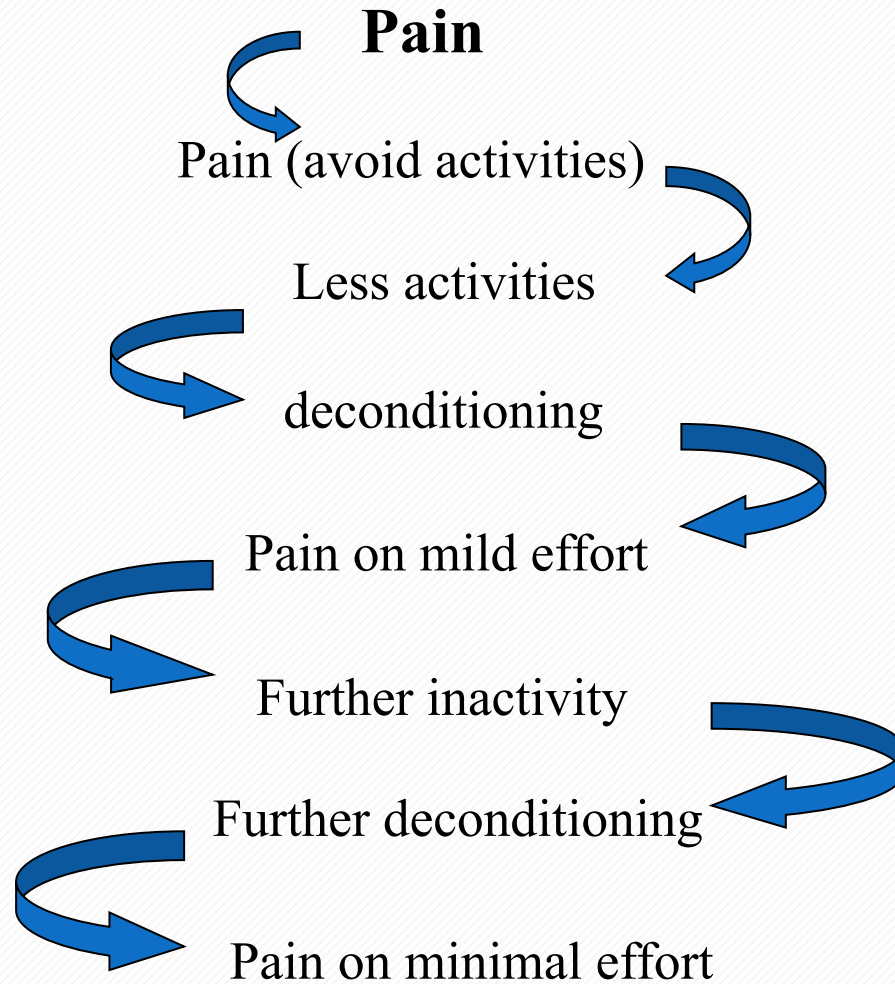 Pain
Pain (avoid activities)
Less activities
deconditioning
Pain on mild effort
Further inactivity
Further deconditioning
Pain on minimal effort